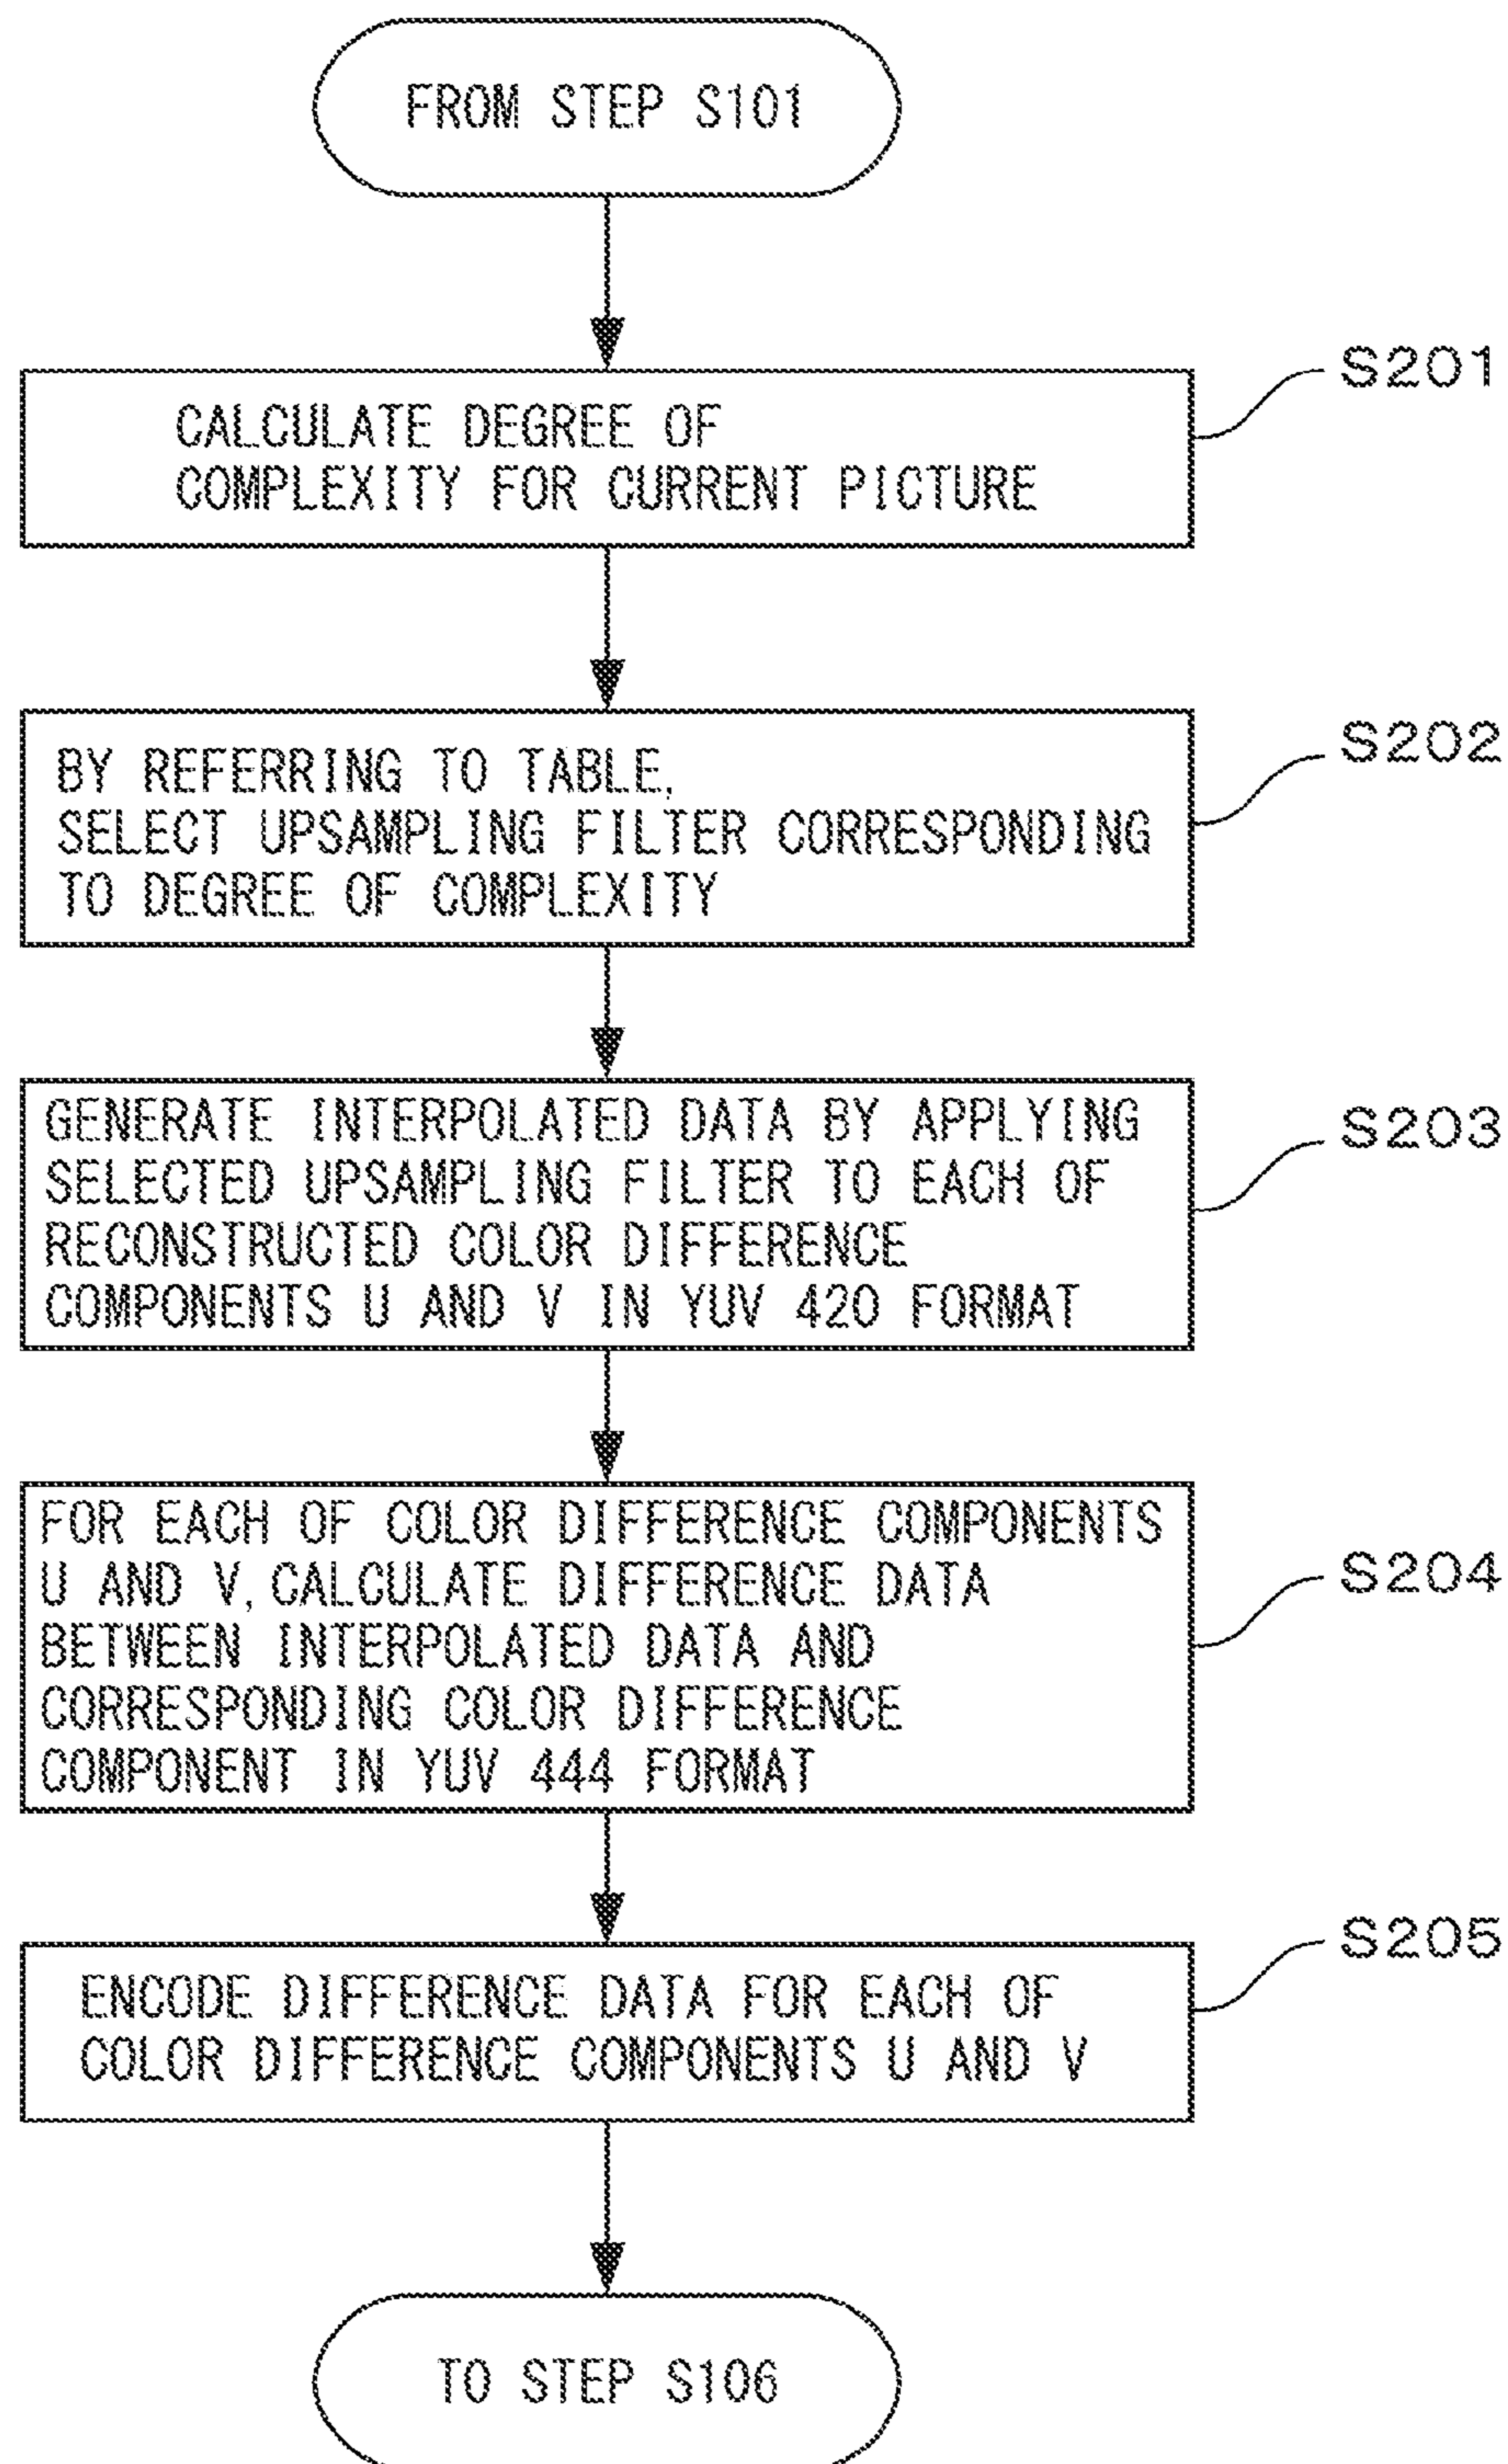 FROM STEP S101
S201
CALCULATE DEGREE OF
COMPLEXITY FOR CURRENT PICTURE
S202
BY REFERRING TO TABLE,
SELECT UPSAMPLING FILTER CORRESPONDING
TO DEGREE OF COMPLEXITY
S203
GENERATE INTERPOLATED DATA BY APPLYING
SELECTED UPSAMPLING FILTER TO EACH OF
RECONSTRUCTED COLOR DIFFERENCE
COMPONENTS U AND V IN YUV 420 FORMAT
S204
FOR EACH OF COLOR DIFFERENCE COMPONENTS
U AND V, CALCULATE DIFFERENCE DATA
BETWEEN INTERPOLATED DATA AND
CORRESPONDING COLOR DIFFERENCE
COMPONENT IN YUV 444 FORMAT
S205
ENCODE DIFFERENCE DATA FOR EACH OF
COLOR DIFFERENCE COMPONENTS U AND V
TO STEP S106